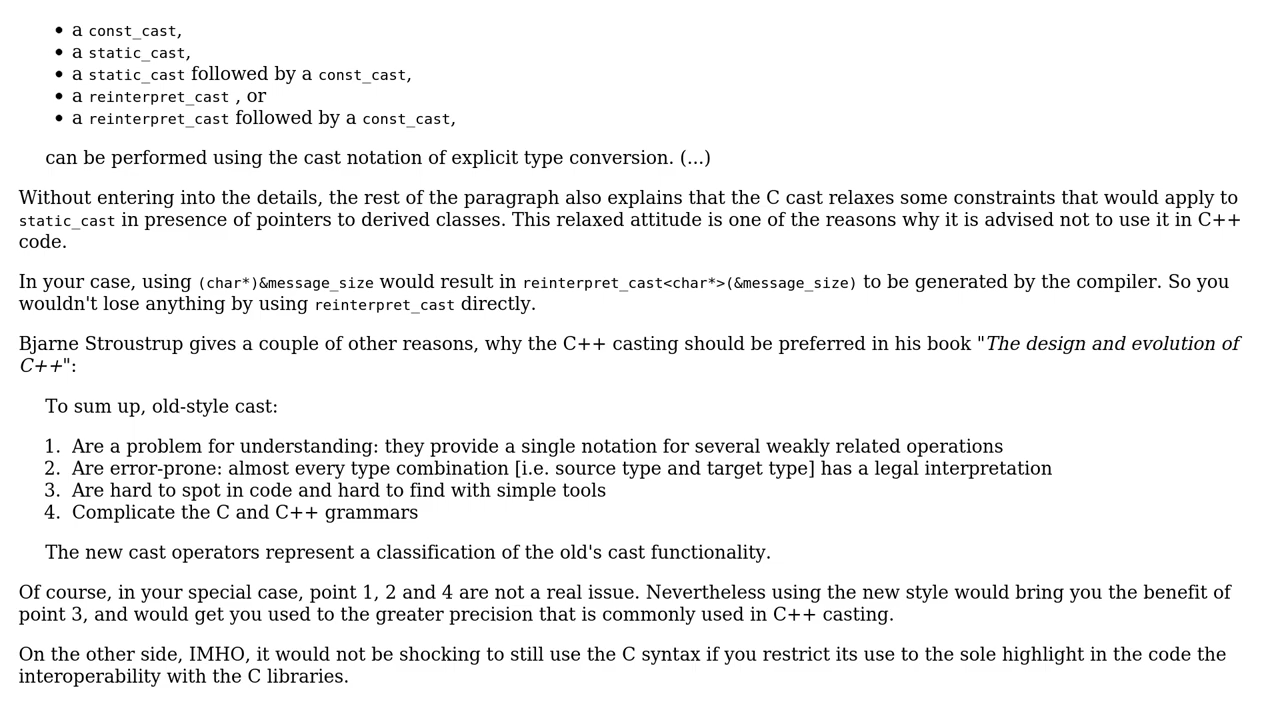 • a const_cast,
• a static_cast,
• a static_cast followed by a const_cast,
• a reinterpret_cast , or
• a reinterpret_cast followed by a const_cast,
can be performed using the cast notation of explicit type conversion. (...)
Without entering into the details, the rest of the paragraph also explains that the C cast relaxes some constraints that would apply to
static_cast in presence of pointers to derived classes. This relaxed attitude is one of the reasons why it is advised not to use it in C++
code.
In your case, using (char*)&message_size would result in reinterpret_cast<char*>(&message_size) to be generated by the compiler. So you
wouldn't lose anything by using reinterpret_cast directly.
Bjarne Stroustrup gives a couple of other reasons, why the C++ casting should be preferred in his book "The design and evolution of
C++":
To sum up, old-style cast:
1. Are a problem for understanding: they provide a single notation for several weakly related operations
2. Are error-prone: almost every type combination [i.e. source type and target type] has a legal interpretation
3. Are hard to spot in code and hard to find with simple tools
4. Complicate the C and C++ grammars
The new cast operators represent a classification of the old's cast functionality.
Of course, in your special case, point 1, 2 and 4 are not a real issue. Nevertheless using the new style would bring you the benefit of
point 3, and would get you used to the greater precision that is commonly used in C++ casting.
On the other side, IMHO, it would not be shocking to still use the C syntax if you restrict its use to the sole highlight in the code the
interoperability with the C libraries.